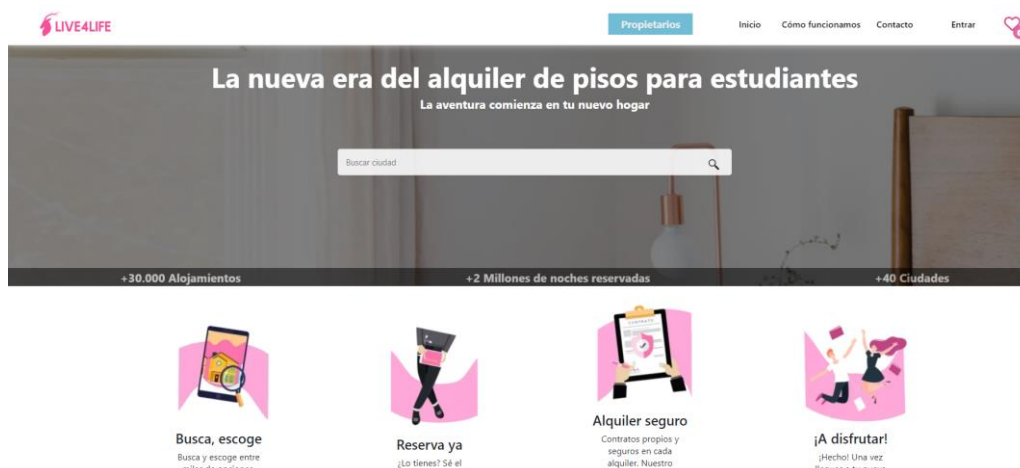 LIVE4LIFE
Propietarios
Inicio
Cómo funcionamos
Contacto
Entrar
La nueva era del alquiler de pisos para estudiantes
La aventura comienza en tu nuevo hogar
Buscar ciudad
+30.000 Alojamientos
+2 Millones de noches reservadas
+40 Ciudades
CONTRATO
Busca, escoge
Busca y escoge entre
Reserva ya
¿Lo tienes? Sé el
Alquiler seguro
Contratos propios y
seguros en cada
alquiler. Nuestro
¡A disfrutar!
¡Hecho! Una vez